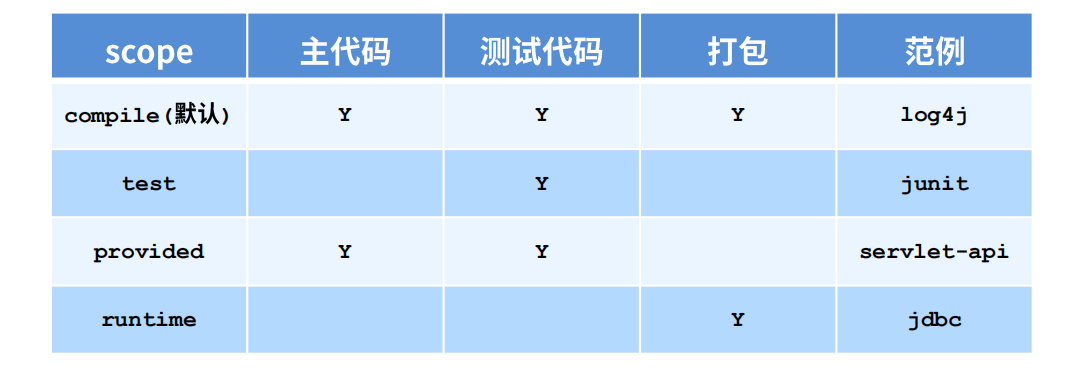 scope 主代码 测试代码 打包 范例
compile(默认) Y Y Y log4j
test Y junit
provided Y Y servlet-api
runtime Y jdbc